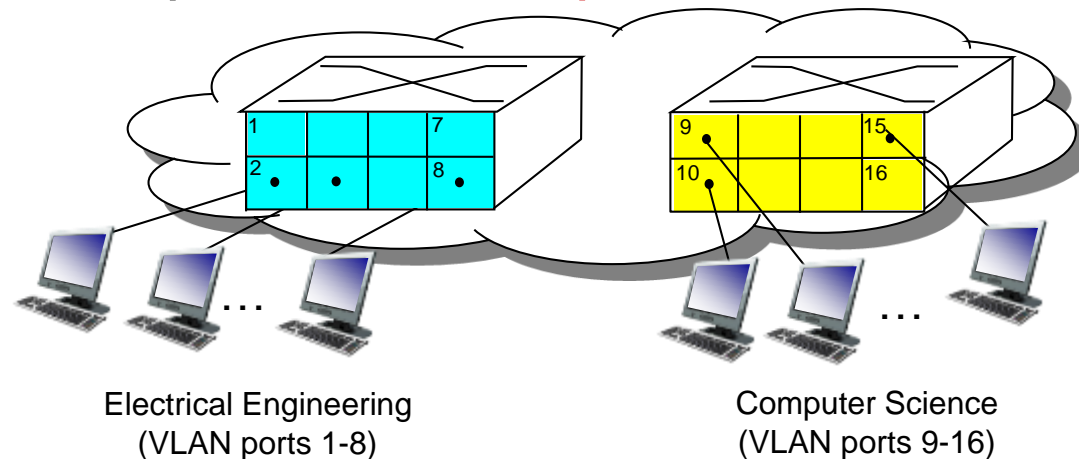 1 7
2 8
9 15
10 16
...
...
Electrical Engineering
(VLAN ports 1-8)
Computer Science
(VLAN ports 9-16)